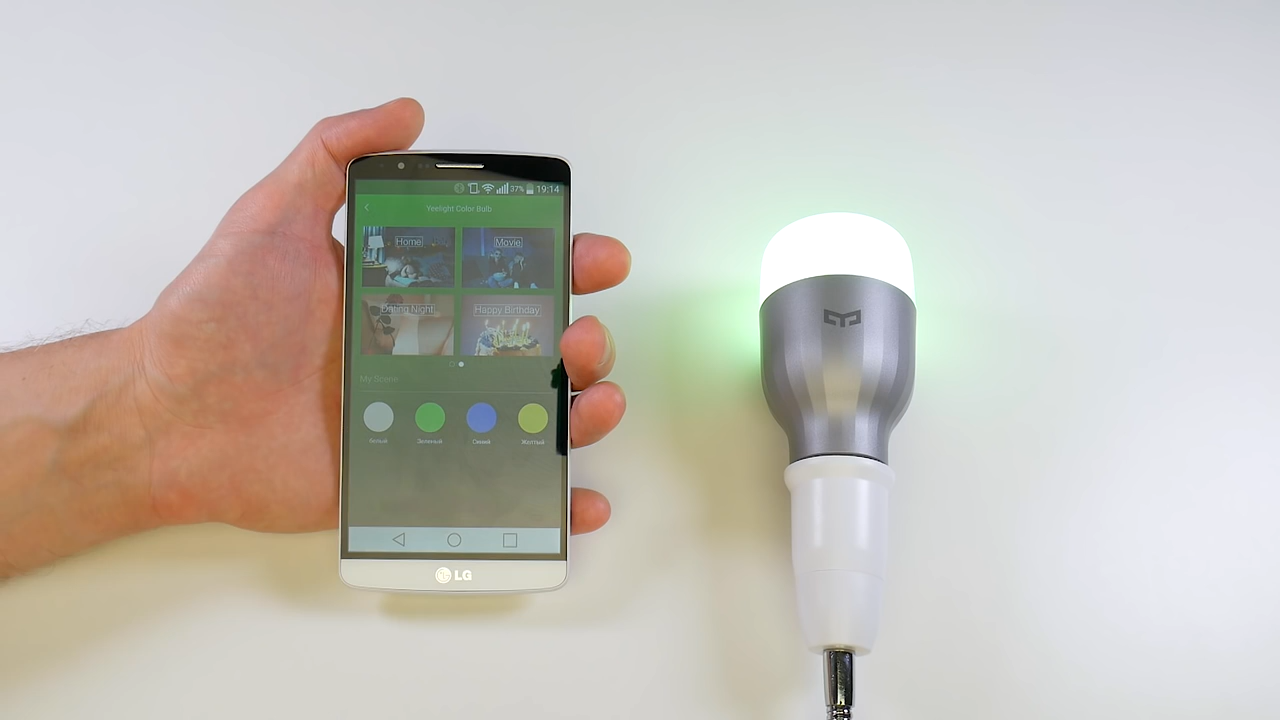 37% 19:14
Yeelight Color Bulb
Home Movie
Dating Night Happy Birthday
My Scene
Белый Зеленый Синий Желтый
LG